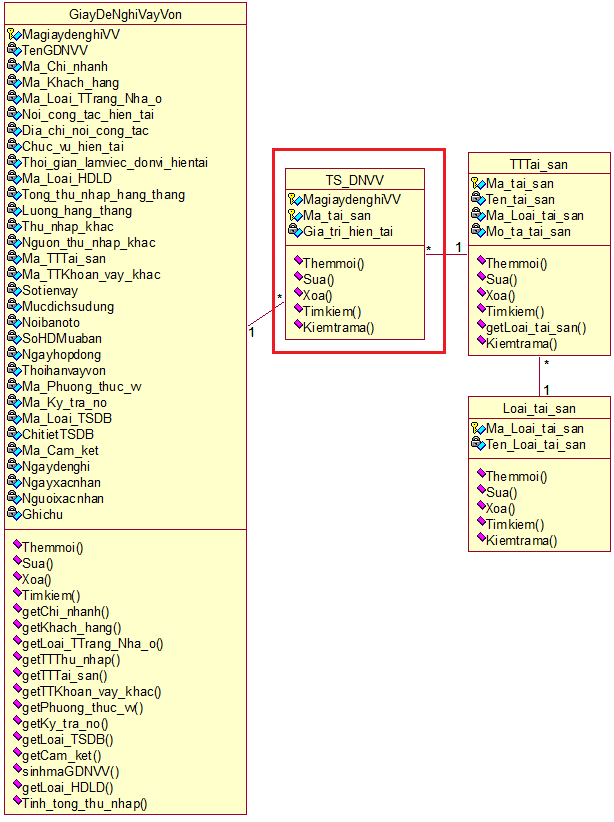 GiayDeNghiVayVon
MagiaydenghiVV
TenGDNVV
Ma_Chi_nhanh
Ma_Khach_hang
Ma_Loai_TTrang_Nha_o
Noi_cong_tac_hien_tai
Dia_chi_noi_cong_tac
Chuc_vu_hien_tai
Thoi_gian_lamviec_donvi_hientai
Ma_Loai_HDLD
Tong_thu_nhap_hang_thang
Luong_hang_thang
Thu_nhap_khac
Nguon_thu_nhap_khac
Ma_TTTai_san
Ma_TTKhoan_vay_khac
Sotienvay
Mucdichsudung
Noibanoto
SoHDMuaban
Ngayhopdong
Thoihanvayvon
Ma_Phuong_thuc_vv
Ma_Ky_tra_no
Ma_Loai_TSDB
ChitietTSDB
Ma_Cam_ket
Ngaydenghi
Ngayxacnhan
Nguoixacnhan
Ghichu
Themmoi()
Sua()
Xoa()
Timkiem()
getChi_nhanh()
getKhach_hang()
getLoai_TTrang_Nha_o()
getTTThu_nhap()
getTTTai_san()
getTTKhoan_vay_khac()
getPhuong_thuc_vv()
getKy_tra_no()
getLoai_TSDB()
getCam_ket()
sinhmaGDNVV()
getLoai_HDLD()
Tinh_tong_thu_nhap()
1
*
TS_DNVV
MagiaydenghiVV
Ma_tai_san
Gia_tri_hien_tai
Themmoi()
Sua()
Xoa()
Timkiem()
Kiemtrama()
*
1
TTTai_san
Ma_tai_san
Ten_tai_san
Ma_Loai_tai_san
Mo_ta_tai_san
Themmoi()
Sua()
Xoa()
Timkiem()
getLoai_tai_san()
Kiemtrama()
*
1
Loai_tai_san
Ma_Loai_tai_san
Ten_Loai_tai_san
Themmoi()
Sua()
Xoa()
Timkiem()
Kiemtrama()